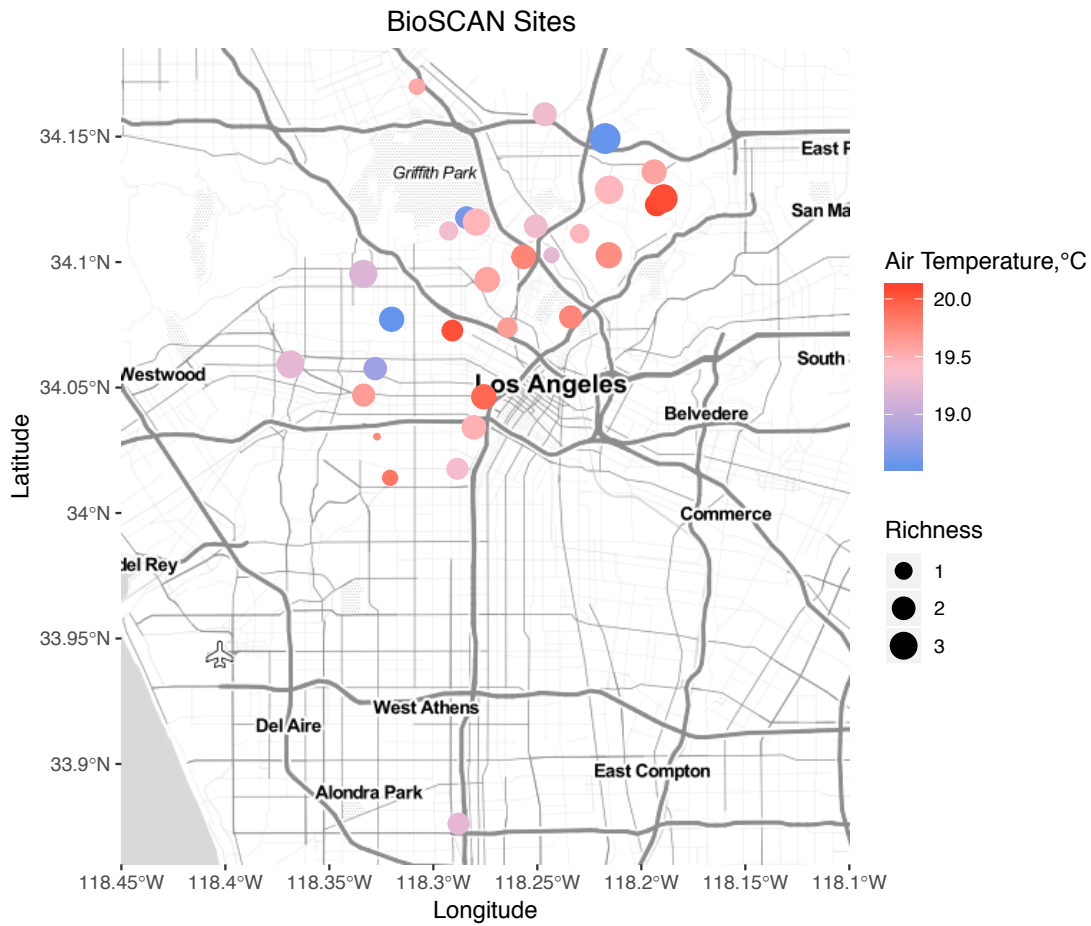 BioSCAN Sites
34.15°N
34.1°N
34.05°N
34°N
33.95°N
33.9°N
Latitude
Griffith Park
East F
San Ma
Westwood
Los Angeles
South
Belvedere
Commerce
del Rey
West Athens
Del Aire
East Compton
Alondra Park
118.45°W
118.4°W
118.35°W
118.3°W
118.25°W
118.2°W
118.15°W
118.1°W
Longitude
Air Temperature,°C
20.0
19.5
19.0
Richness
1
2
3